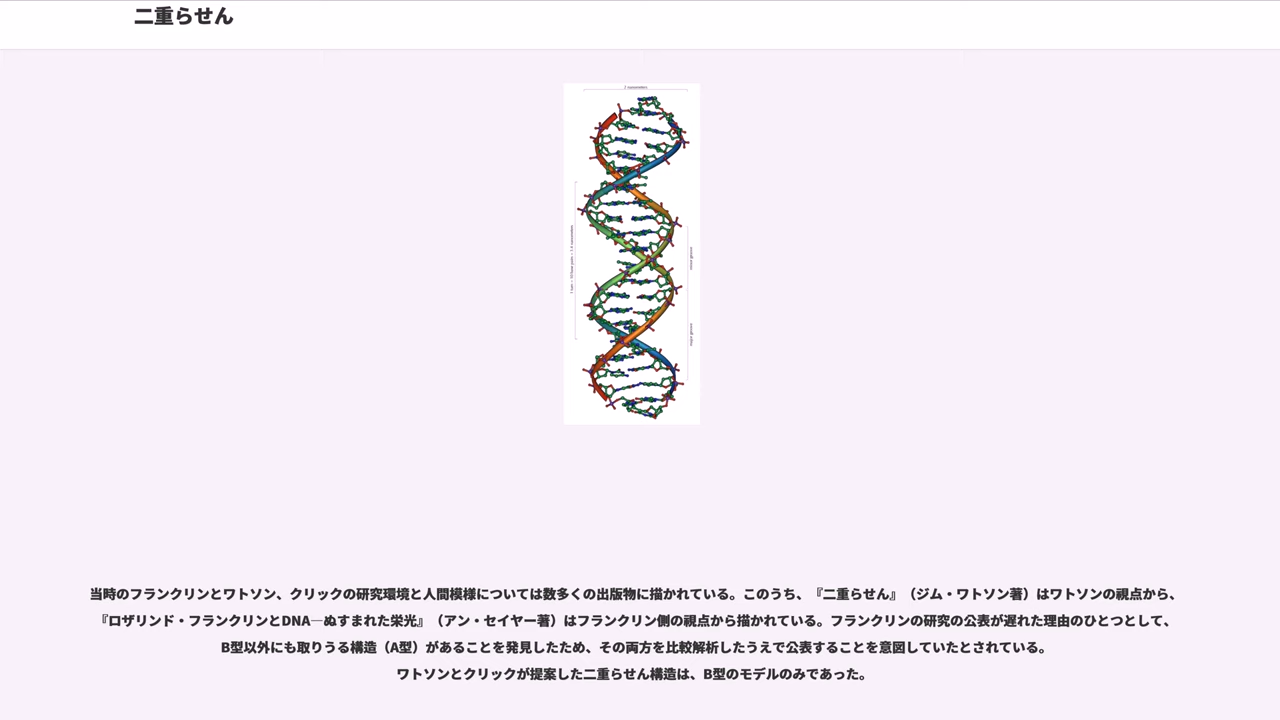 二重らせん
2 nanometers
当時のフランクリンとワトソン、クリックの研究環境と人間模様については数多くの出版物に描かれている。このうち、『二重らせん』（ジム・ワトソン著）はワトソンの視点から、
『ロザリンド・フランクリンとDNA―ぬすまれた栄光』（アン・セイヤー著）はフランクリン側の視点から描かれている。フランクリンの研究の公表が遅れた理由のひとつとして、
B型以外にも取りうる構造（A型）があることを発見したため、その両方を比較解析したうえで公表することを意図していたとされている。
ワトソンとクリックが提案した二重らせん構造は、B型のモデルのみであった。